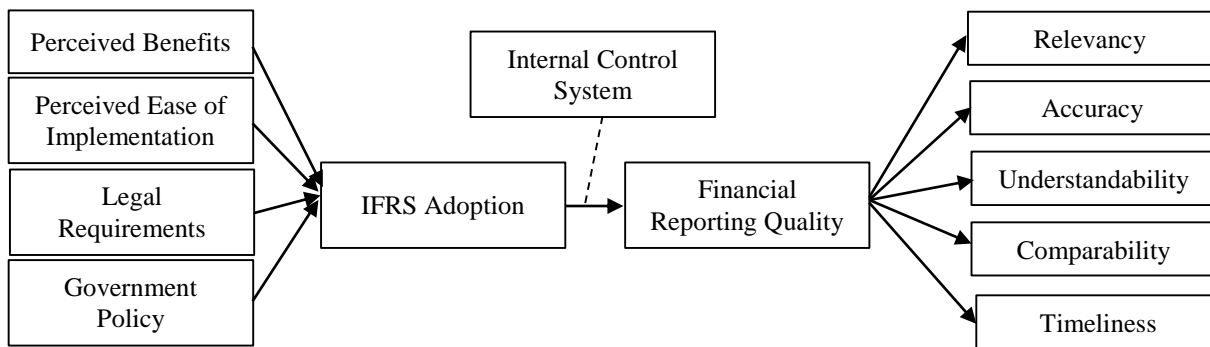 Perceived Benefits
Perceived Ease of
Implementation
Legal
Requirements
Government
Policy
IFRS Adoption
Internal Control
System
Financial
Reporting Quality
Relevancy
Accuracy
Understandability
Comparability
Timeliness